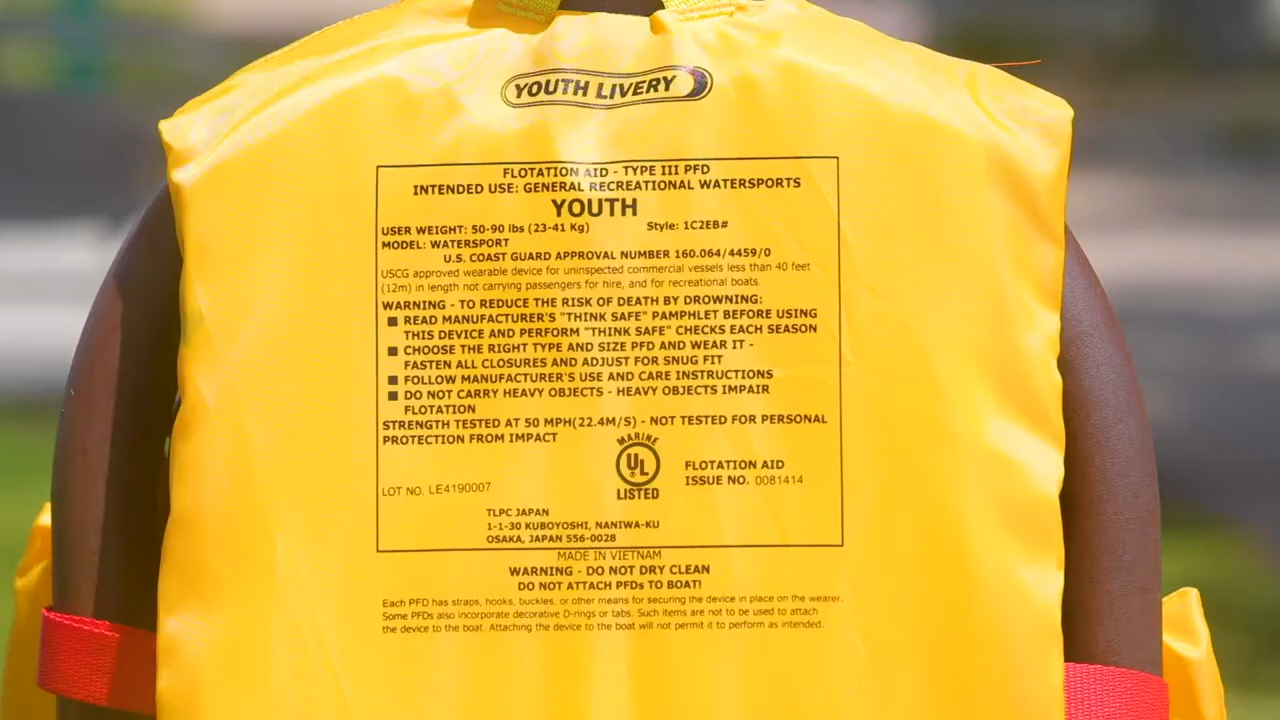 YOUTH LIVERY
FLOTATION AID - TYPE III PFD
INTENDED USE: GENERAL RECREATIONAL WATERSPORTS
YOUTH
USER WEIGHT: 50-90 lbs (23-41 Kg) Style: 1C2EB#
MODEL: WATERSPORT
U.S. COAST GUARD APPROVAL NUMBER 160.064/4459/0
USCG approved wearable device for uninspected commercial vessels less than 40 feet
(12m) in length not carrying passengers for hire, and for recreational boats.
WARNING - TO REDUCE THE RISK OF DEATH BY DROWNING:
■ READ MANUFACTURER'S "THINK SAFE" PAMPHLET BEFORE USING
THIS DEVICE AND PERFORM "THINK SAFE" CHECKS EACH SEASON
■ CHOOSE THE RIGHT TYPE AND SIZE PFD AND WEAR IT -
FASTEN ALL CLOSURES AND ADJUST FOR SNUG FIT
■ FOLLOW MANUFACTURER'S USE AND CARE INSTRUCTIONS
■ DO NOT CARRY HEAVY OBJECTS - HEAVY OBJECTS IMPAIR
FLOTATION
STRENGTH TESTED AT 50 MPH(22.4M/S) - NOT TESTED FOR PERSONAL
PROTECTION FROM IMPACT
MARINE
UL ®
LISTED
FLOTATION AID
ISSUE NO. 0081414
LOT NO. LE4190007
TLPC JAPAN
1-1-30 KUBOYOSHI, NANIWA-KU
OSAKA, JAPAN 556-0028
MADE IN VIETNAM
WARNING - DO NOT DRY CLEAN
DO NOT ATTACH PFDs TO BOAT!
Each PFD has straps, hooks, buckles, or other means for securing the device in place on the wearer.
Some PFDs also incorporate decorative D-rings or tabs. Such items are not to be used to attach
the device to the boat. Attaching the device to the boat will not permit it to perform as intended.